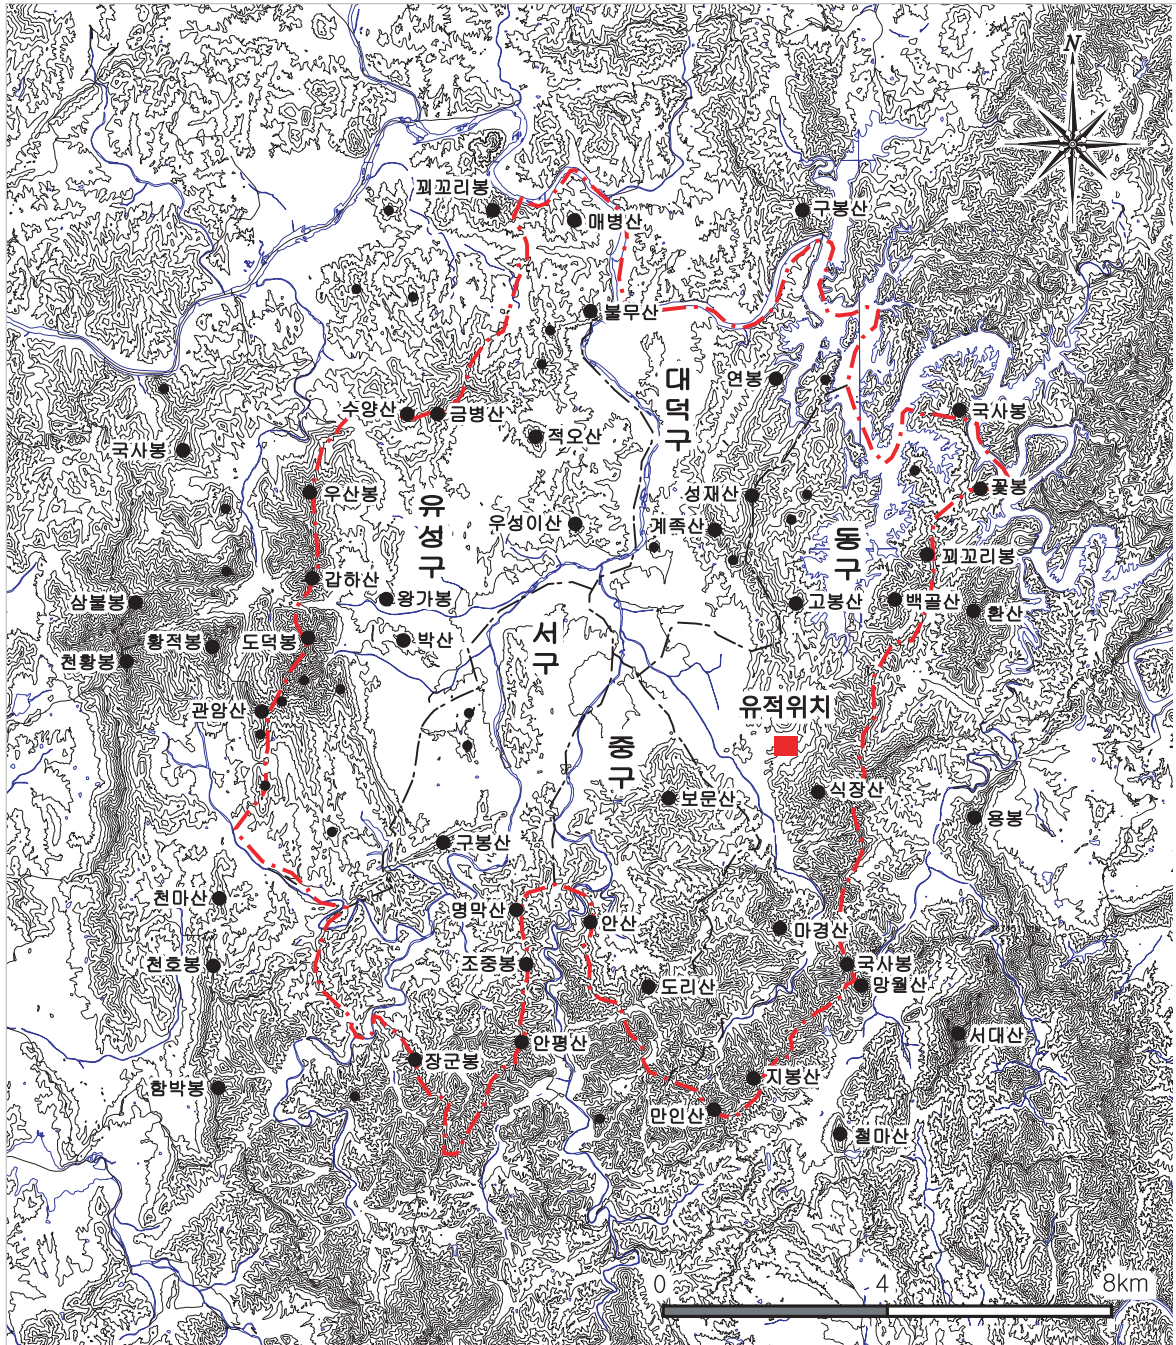 N
꾀꼬리봉
매병산
구봉산
불무산
대덕구
연봉
수양산
금병산
국사봉
적오산
국사봉
우산봉
유성구
성재산
꽃봉
우성이산
계족산
동구
꾀꼬리봉
갑하산
삼불봉
왕가봉
고봉산
백골산
환산
황적봉
도덕봉
박산
서구
천황봉
관암산
유적위치
중구
식장산
보문산
용봉
구봉산
천마산
명막산
안산
마경산
천호봉
조중봉
국사봉
도리산
망월산
안평산
서대산
장군봉
함박봉
지봉산
만인산
철마산
0
4
8km